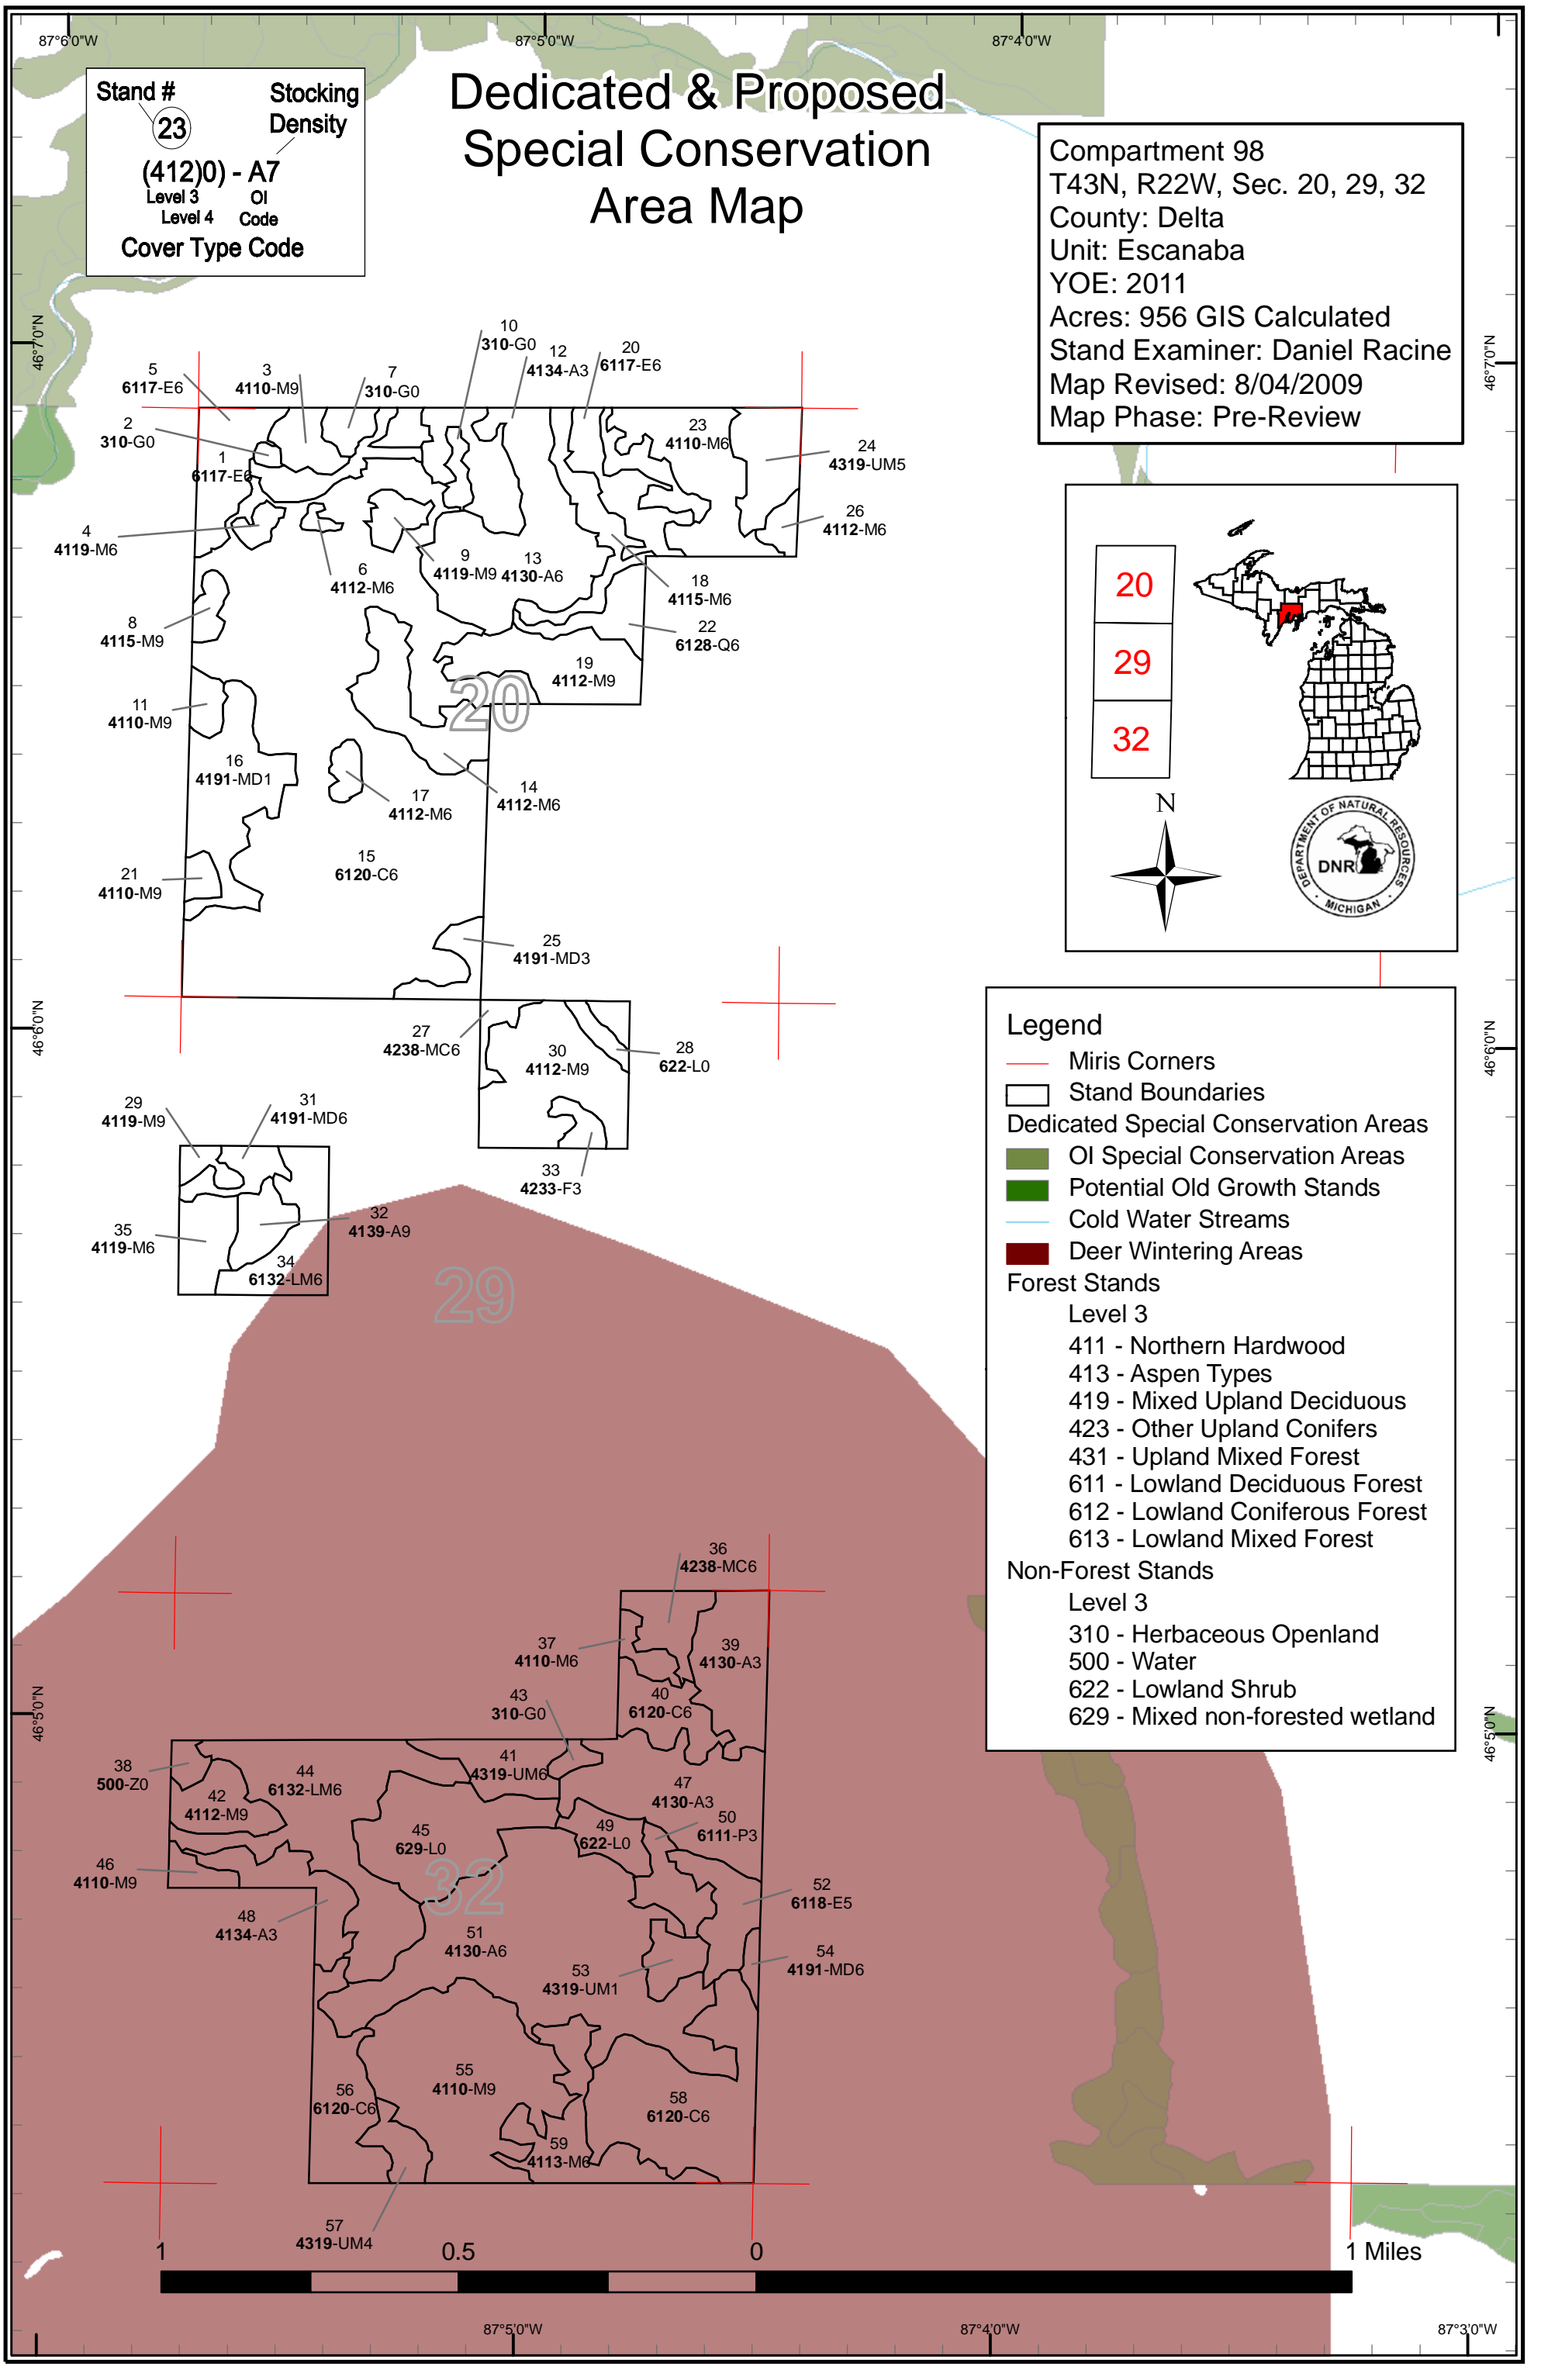 87°6'0"W
87°5'0"W
87°4'0"W
Stand #
Stocking
Density
23
(412)0) - A7
Level 3
OI
Level 4
Code
Cover Type Code
Dedicated & Proposed
Special Conservation
Area Map
Compartment 98
T43N, R22W, Sec. 20, 29, 32
County: Delta
Unit: Escanaba
YOE: 2011
Acres: 956 GIS Calculated
Stand Examiner: Daniel Racine
Map Revised: 8/04/2009
Map Phase: Pre-Review
46°7'0"N
46°7'0"N
5
6117-E6
3
4110-M9
7
310-G0
10
310-G0
12
4134-A3
20
6117-E6
2
310-G0
1
6117-E6
23
4110-M6
24
4319-UM5
4
4119-M6
26
4112-M6
6
4112-M6
9
4119-M9
13
4130-A6
18
4115-M6
8
4115-M9
22
6128-Q6
19
4112-M9
20
11
4110-M9
16
4191-MD1
17
4112-M6
14
4112-M6
15
6120-C6
21
4110-M9
25
4191-MD3
20
29
32
N
DEPARTMENT OF NATURAL RESOURCES
DNR
MICHIGAN
46°6'0"N
46°6'0"N
27
4238-MC6
30
4112-M9
28
622-L0
29
4119-M9
31
4191-MD6
33
4233-F3
32
4139-A9
35
4119-M6
34
6132-LM6
29
Legend
Miris Corners
Stand Boundaries
Dedicated Special Conservation Areas
OI Special Conservation Areas
Potential Old Growth Stands
Cold Water Streams
Deer Wintering Areas
Forest Stands
Level 3
411 - Northern Hardwood
413 - Aspen Types
419 - Mixed Upland Deciduous
423 - Other Upland Conifers
431 - Upland Mixed Forest
611 - Lowland Deciduous Forest
612 - Lowland Coniferous Forest
613 - Lowland Mixed Forest
Non-Forest Stands
Level 3
310 - Herbaceous Openland
500 - Water
622 - Lowland Shrub
629 - Mixed non-forested wetland
36
4238-MC6
37
4110-M6
39
4130-A3
43
310-G0
40
6120-C6
46°5'0"N
46°5'0"N
38
500-Z0
44
6132-LM6
41
4319-UM6
47
4130-A3
42
4112-M9
45
629-L0
49
622-L0
50
6111-P3
46
4110-M9
32
52
6118-E5
48
4134-A3
51
4130-A6
53
4319-UM1
54
4191-MD6
55
4110-M9
56
6120-C6
58
6120-C6
59
4113-M6
57
4319-UM4
1
0.5
0
1 Miles
87°5'0"W
87°4'0"W
87°3'0"W